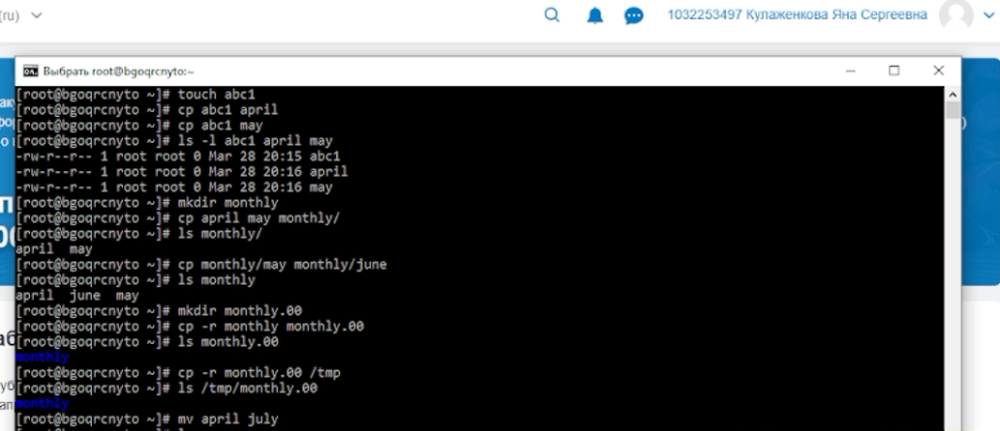 (ru)
1032253497 Кулаженкова Яна Сергеевна
Выбрать root@bgoqrcnyto:~
[root@bgoqrcnyto ~]# touch abc1
[root@bgoqrcnyto ~]# cp abc1 april
[root@bgoqrcnyto ~]# cp abc1 may
[root@bgoqrcnyto ~]# ls -l abc1 april may
-rw-r--r-- 1 root root 0 Mar 28 20:15 abc1
-rw-r--r-- 1 root root 0 Mar 28 20:16 april
-rw-r--r-- 1 root root 0 Mar 28 20:16 may
[root@bgoqrcnyto ~]# mkdir monthly
[root@bgoqrcnyto ~]# cp april may monthly/
[root@bgoqrcnyto ~]# ls monthly/
april  may
[root@bgoqrcnyto ~]# cp monthly/may monthly/june
[root@bgoqrcnyto ~]# ls monthly
april  june  may
[root@bgoqrcnyto ~]# mkdir monthly.00
[root@bgoqrcnyto ~]# cp -r monthly monthly.00
[root@bgoqrcnyto ~]# ls monthly.00
monthly
[root@bgoqrcnyto ~]# cp -r monthly.00 /tmp
[root@bgoqrcnyto ~]# ls /tmp/monthly.00
monthly
[root@bgoqrcnyto ~]# mv april july